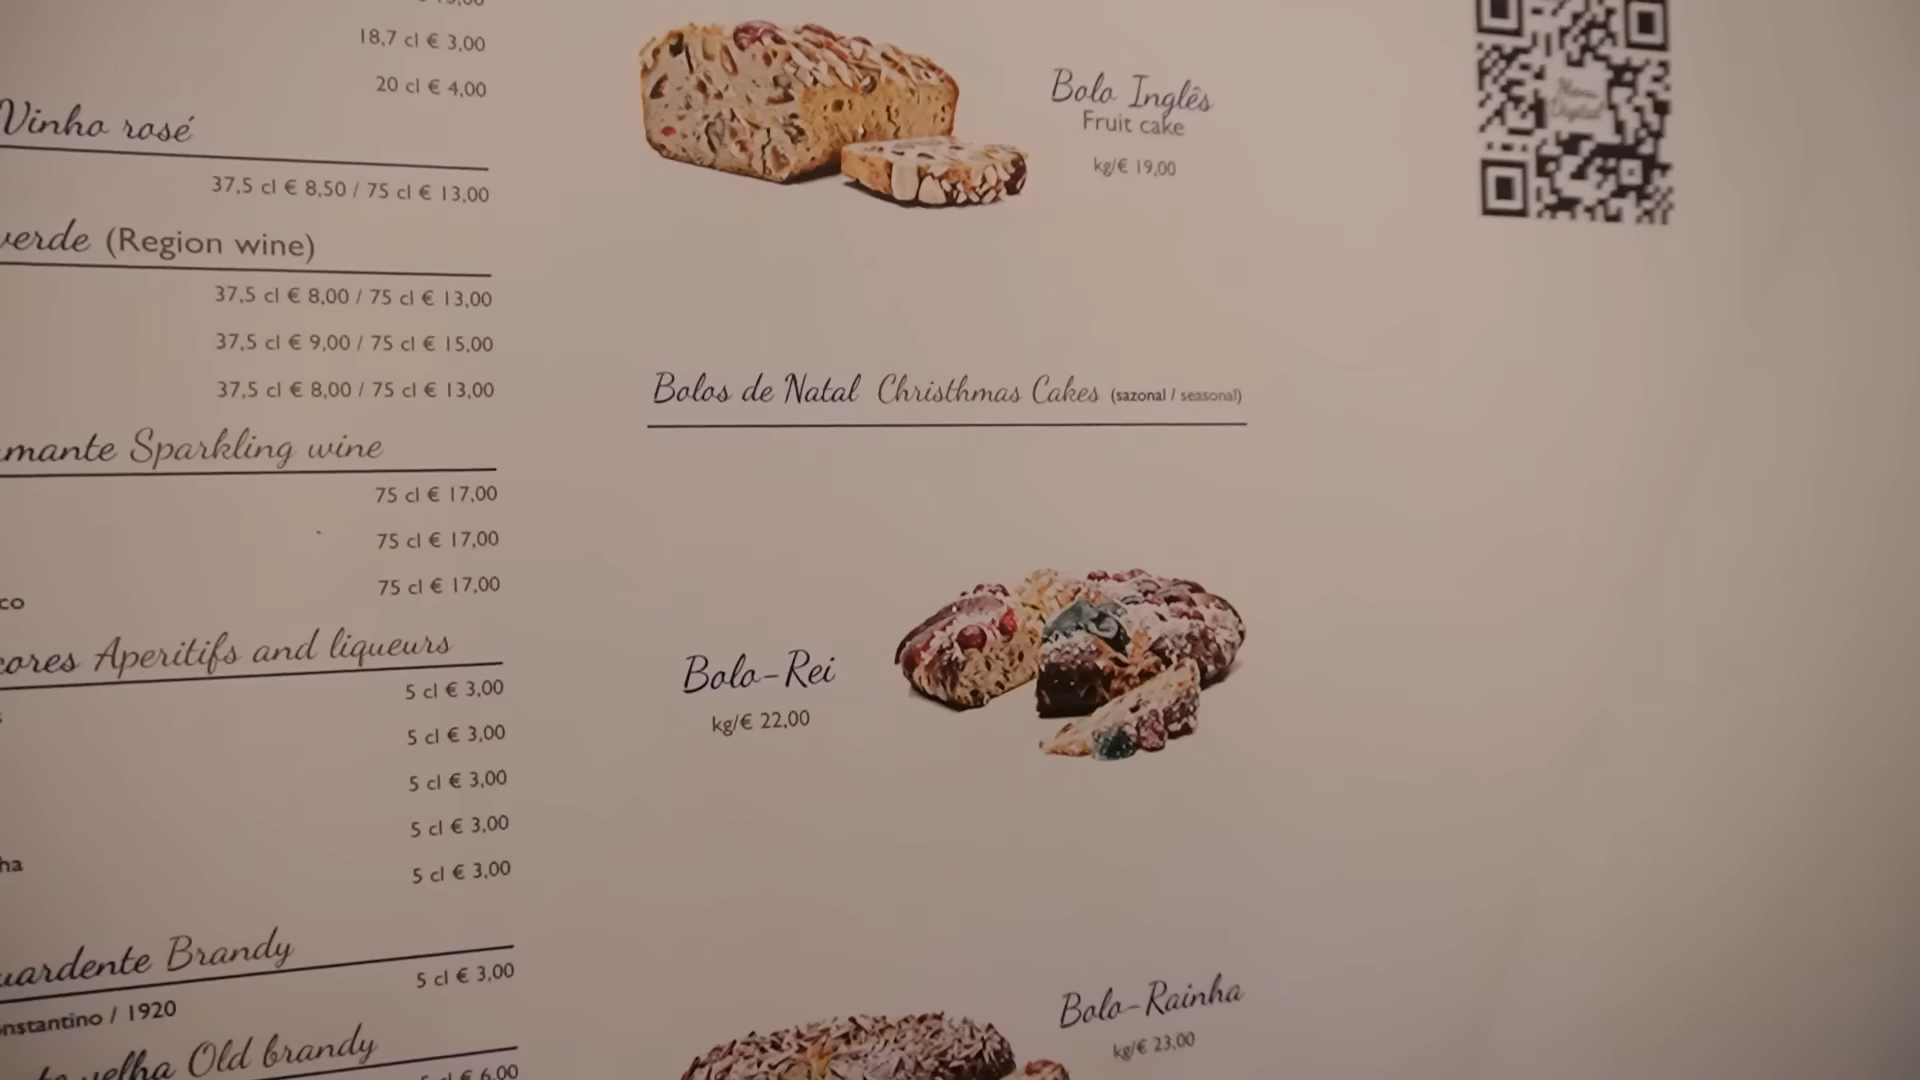 18,7 cl € 3,00
20 cl € 4,00
Vinho rosé
37,5 cl € 8,50 / 75 cl € 13,00
verde (Region wine)
37,5 cl € 8,00 / 75 cl € 13,00
37,5 cl € 9,00 / 75 cl € 15,00
37,5 cl € 8,00 / 75 cl € 13,00
mante Sparkling wine
75 cl € 17,00
75 cl € 17,00
75 cl € 17,00
co
cores Aperitifs and liqueurs
5 cl € 3,00
5 cl € 3,00
5 cl € 3,00
5 cl € 3,00
ha
5 cl € 3,00
uardente Brandy
5 cl € 3,00
onstantino / 1920
velha Old brandy
€ 6,00
Bolo Inglês
Fruit cake
kg/€ 19,00
Bolos de Natal Christhmas Cakes (sazonal / seasonal)
Bolo-Rei
kg/€ 22,00
Bolo-Rainha
kg/€ 23,00
Menu
Digital